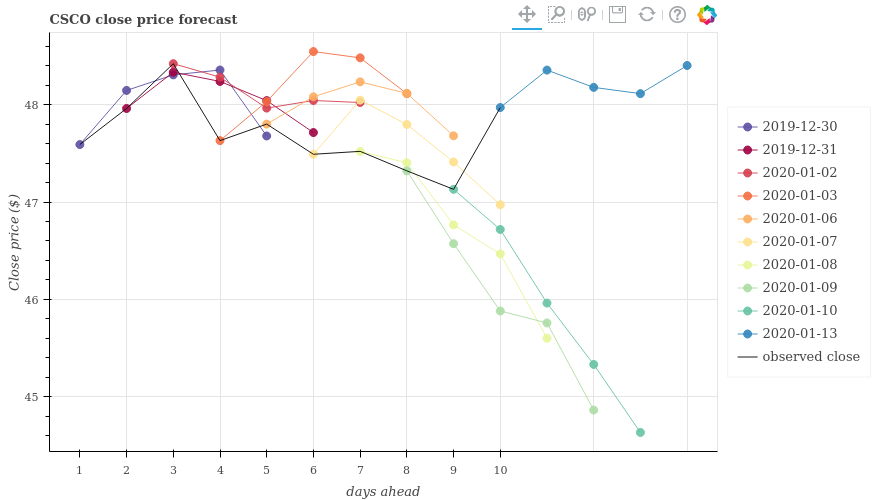 CSCO close price forecast
48
47
46
45
Close price ($)
1 2 3 4 5 6 7 8 9 10
days ahead
2019-12-30
2019-12-31
2020-01-02
2020-01-03
2020-01-06
2020-01-07
2020-01-08
2020-01-09
2020-01-10
2020-01-13
observed close